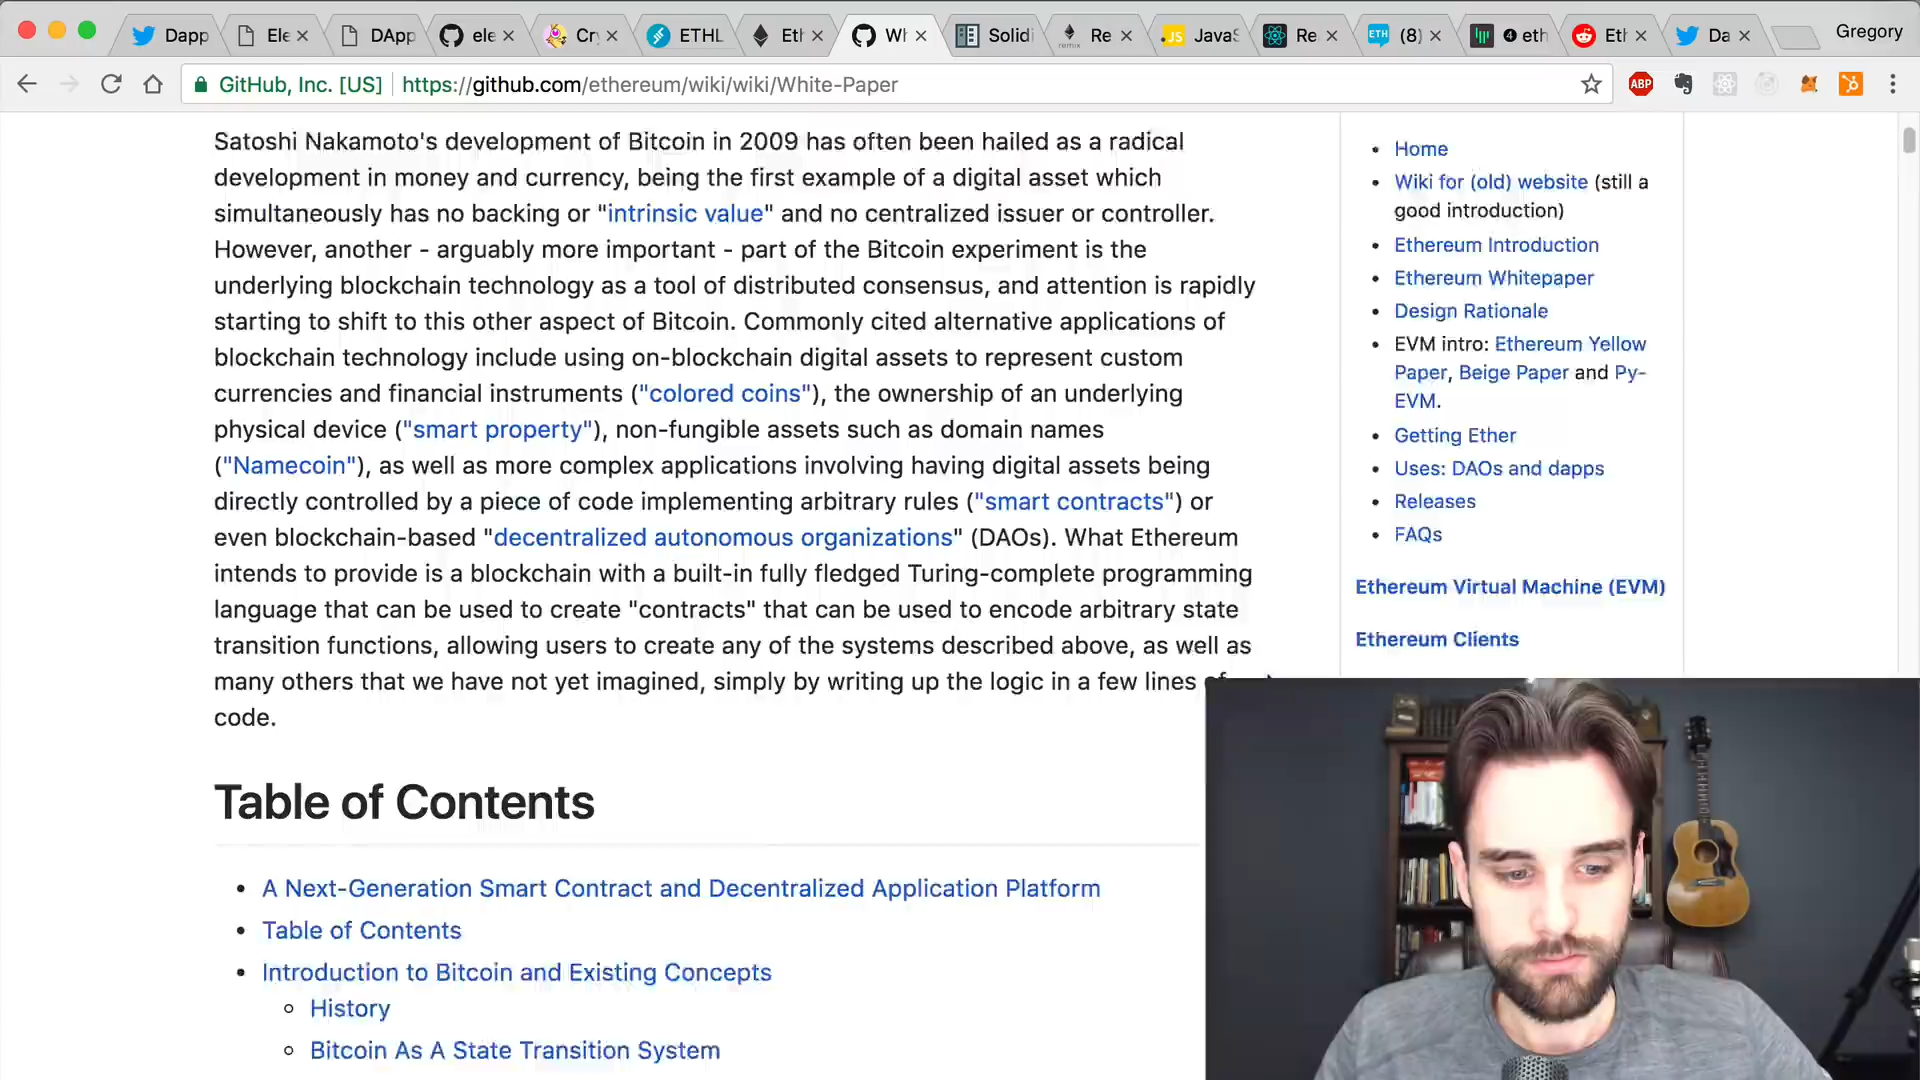 Dapp
Ele
DApp
ele
Cry
ETHL
Eth
Wh
Solidi
remix
Re
JS
JavaS
Re
ETH
(8)
4
eth
Eth
Da
Gregory
GitHub, Inc. [US]
https://github.com/ethereum/wiki/wiki/White-Paper
ABP
Satoshi Nakamoto's development of Bitcoin in 2009 has often been hailed as a radical
development in money and currency, being the first example of a digital asset which
simultaneously has no backing or "intrinsic value" and no centralized issuer or controller.
However, another - arguably more important - part of the Bitcoin experiment is the
underlying blockchain technology as a tool of distributed consensus, and attention is rapidly
starting to shift to this other aspect of Bitcoin. Commonly cited alternative applications of
blockchain technology include using on-blockchain digital assets to represent custom
currencies and financial instruments ("colored coins"), the ownership of an underlying
physical device ("smart property"), non-fungible assets such as domain names
("Namecoin"), as well as more complex applications involving having digital assets being
directly controlled by a piece of code implementing arbitrary rules ("smart contracts") or
even blockchain-based "decentralized autonomous organizations" (DAOs). What Ethereum
intends to provide is a blockchain with a built-in fully fledged Turing-complete programming
language that can be used to create "contracts" that can be used to encode arbitrary state
transition functions, allowing users to create any of the systems described above, as well as
many others that we have not yet imagined, simply by writing up the logic in a few lines of
code.
Table of Contents
• A Next-Generation Smart Contract and Decentralized Application Platform
• Table of Contents
• Introduction to Bitcoin and Existing Concepts
○ History
○ Bitcoin As A State Transition System
• Home
• Wiki for (old) website (still a
good introduction)
• Ethereum Introduction
• Ethereum Whitepaper
• Design Rationale
• EVM intro: Ethereum Yellow
Paper, Beige Paper and Py-
EVM.
• Getting Ether
• Uses: DAOs and dapps
• Releases
• FAQs
Ethereum Virtual Machine (EVM)
Ethereum Clients